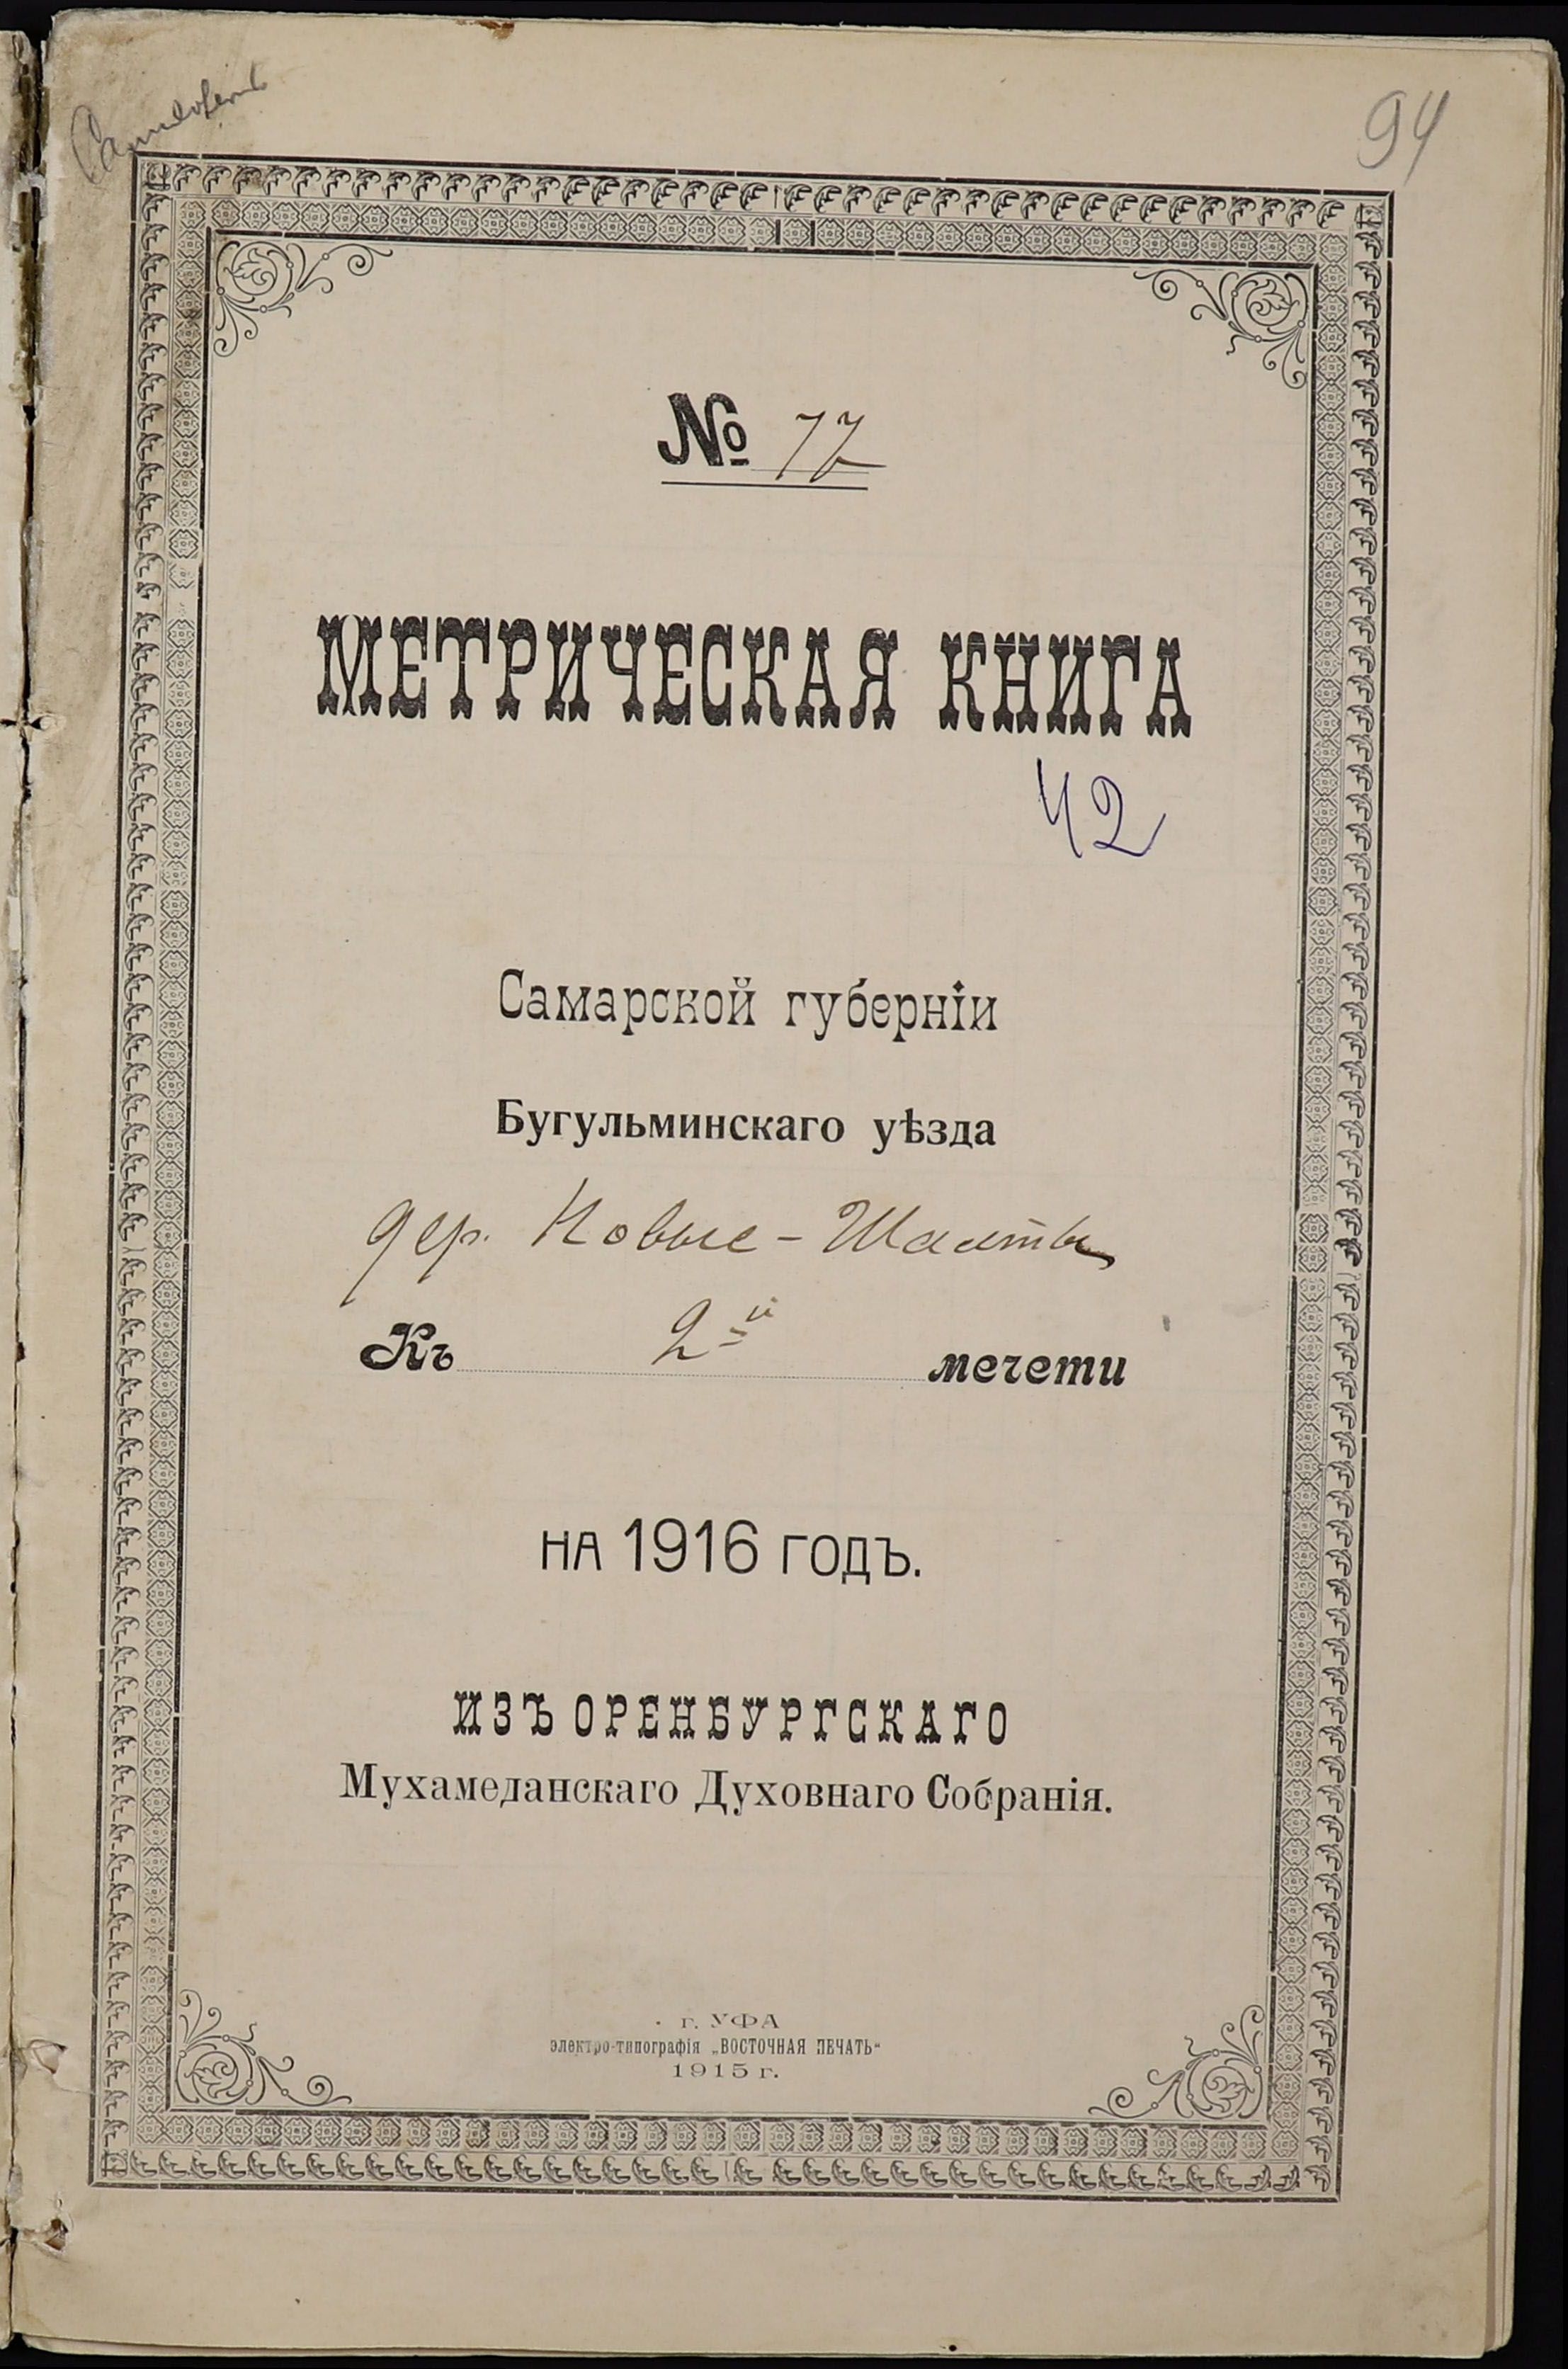 94
№ 77
МЕТРИЧЕСКАЯ КНИГА
42
Самарской губерніи
Бугульминскаго уѣзда
дер. Новые - Шалты
Къ 2й мечети
НА 1916 ГОДЪ.
ИЗЪ ОРЕНБУРГСКАГО
Мухамеданскаго Духовнаго Собранія.
г. УФА
электро-типографія „ВОСТОЧНАЯ ПЕЧАТЬ“
1915 г.